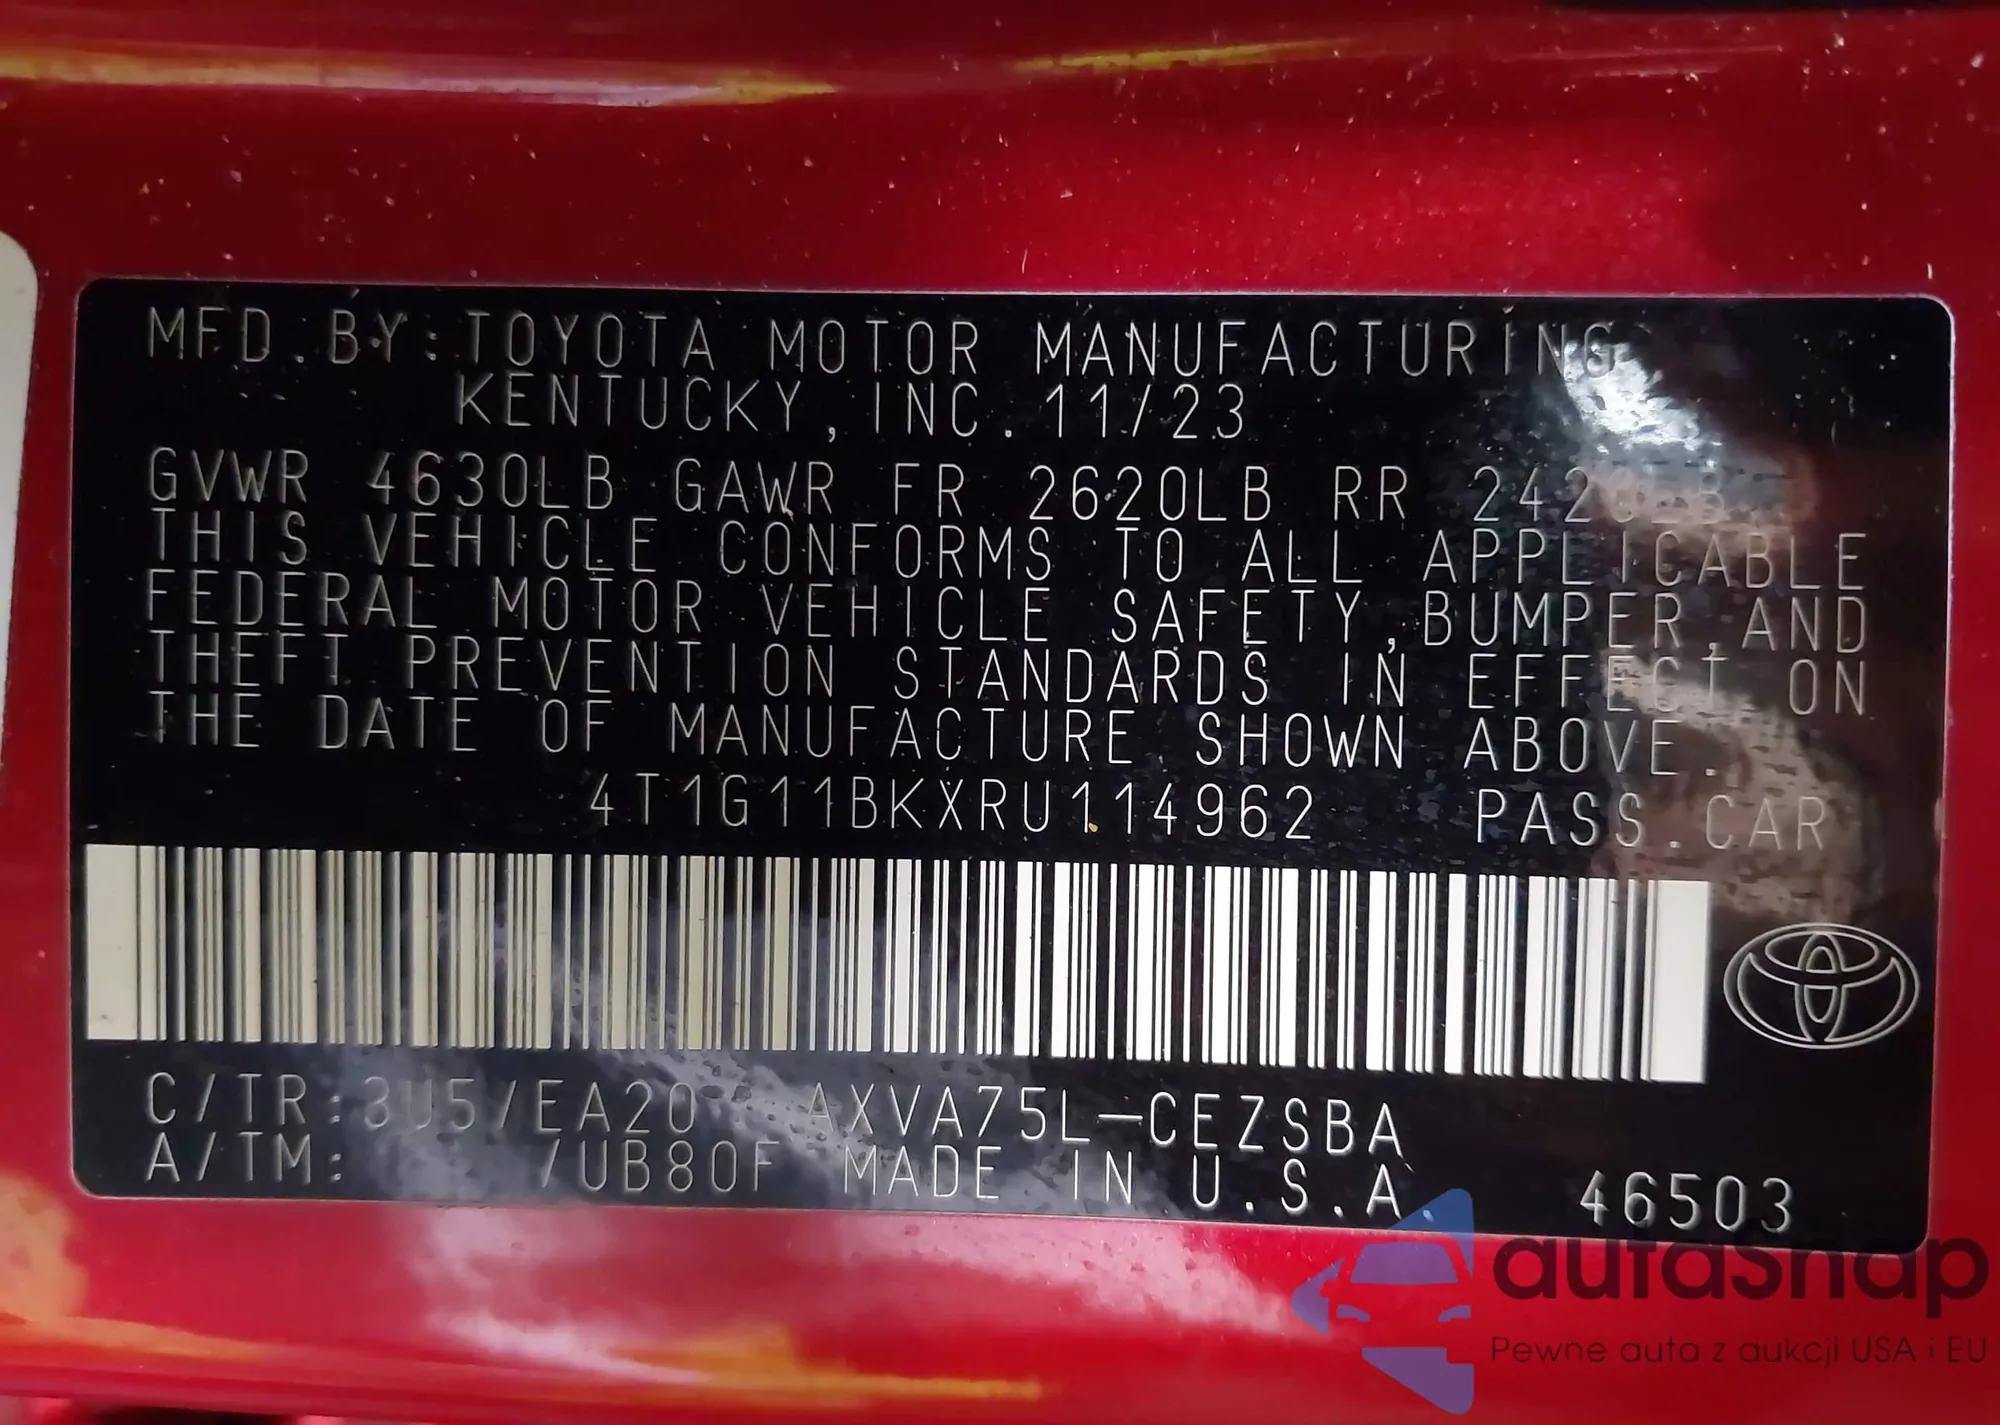 MFD.BY:TOYOTA MOTOR MANUFACTURING
KENTUCKY,INC.11/23
GVWR 4630LB GAWR FR 2620LB RR 2420LB
THIS VEHICLE CONFORMS TO ALL APPLICABLE
FEDERAL MOTOR VEHICLE SAFETY,BUMPER,AND
THEFT PREVENTION STANDARDS IN EFFECT ON
THE DATE OF MANUFACTURE SHOWN ABOVE.
4T1G11BKXRU114962 PASS.CAR
C/TR:3U5/EA20 AXVA75L-CEZSBA
A/TM: /UB80F MADE IN U.S.A. 46503
autaSnap
Pewne auta z aukcji USA i EU